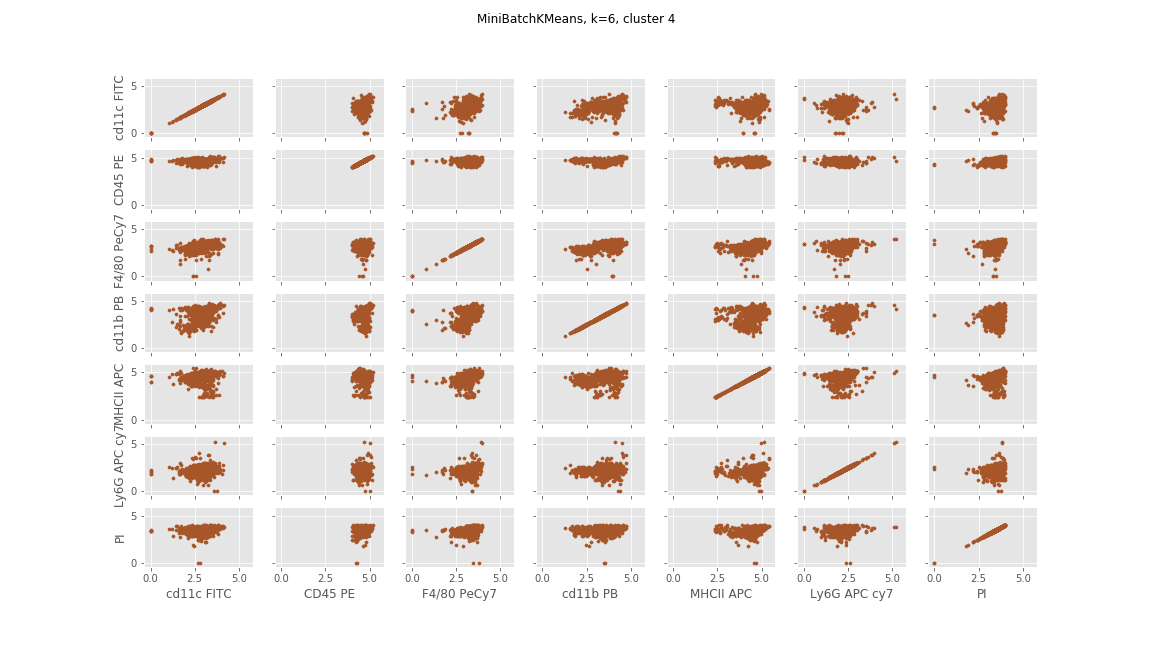 MiniBatchKMeans, k=6, cluster 4
cd11c FITC
5
0
CD45 PE
5
0
F4/80 PeCy7
5
0
cd11b PB
5
0
MHCII APC
5
0
Ly6G APC cy7
5
0
PI
5
0
0.0 2.5 5.0 0.0 2.5 5.0 0.0 2.5 5.0 0.0 2.5 5.0 0.0 2.5 5.0 0.0 2.5 5.0 0.0 2.5 5.0
cd11c FITC CD45 PE F4/80 PeCy7 cd11b PB MHCII APC Ly6G APC cy7 PI